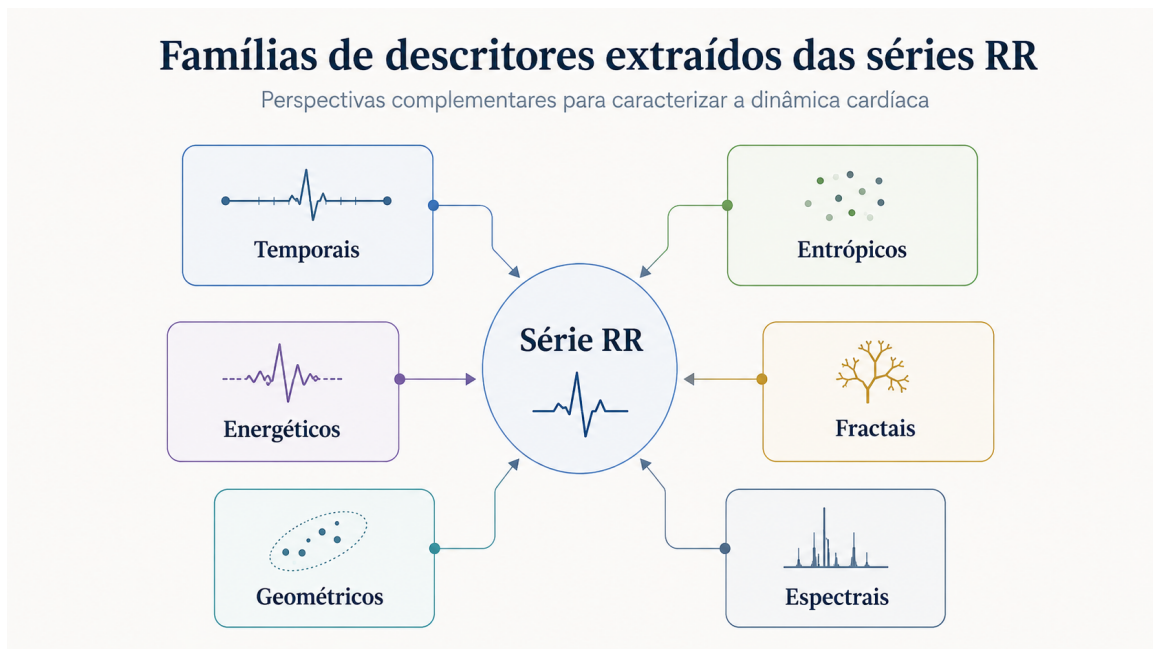 Famílias de descritores extraídos das séries RR
Perspectivas complementares para caracterizar a dinâmica cardíaca
Temporais
Entrópicos
Série RR
Energéticos
Fractais
Geométricos
Espectrais